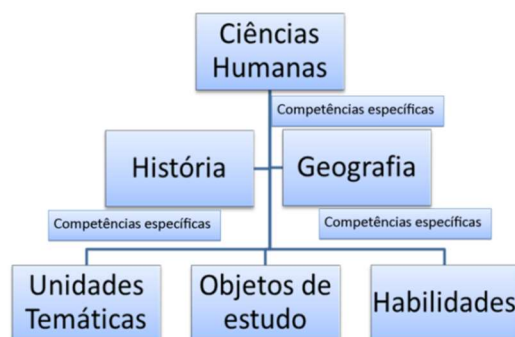 Ciências
Humanas
Competências específicas
História
Geografia
Competências específicas
Competências específicas
Unidades
Temáticas
Objetos de
estudo
Habilidades